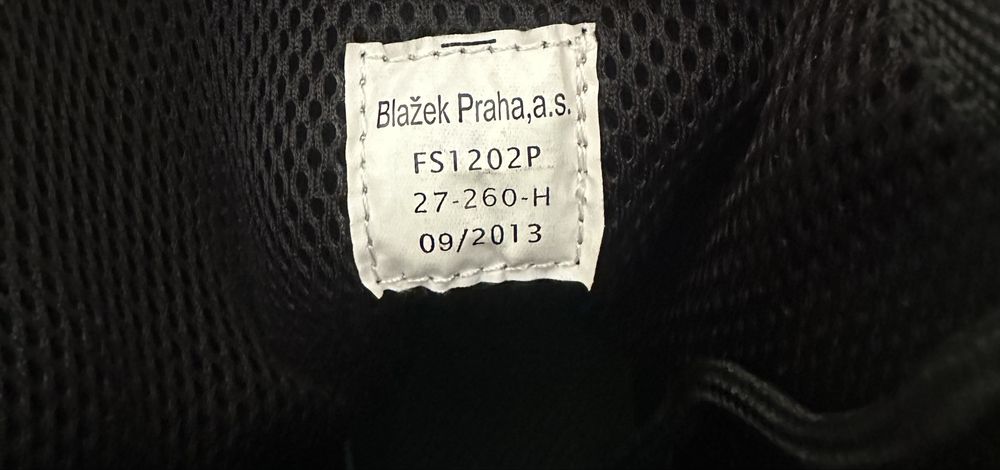 Blažek Praha,a.s.
FS1202P
27-260-H
09/2013